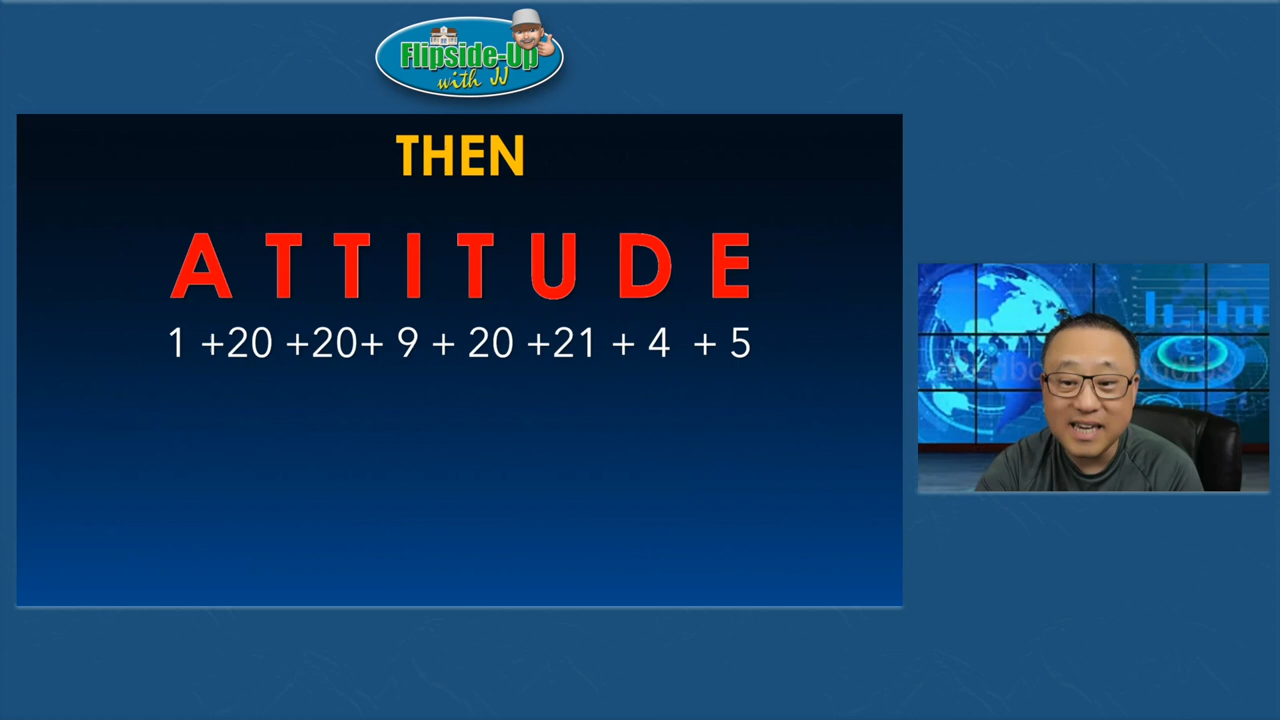 Flipside-Up
with JJ
THEN
A T T I T U D E
1 +20 +20+ 9 + 20 +21 + 4 + 5